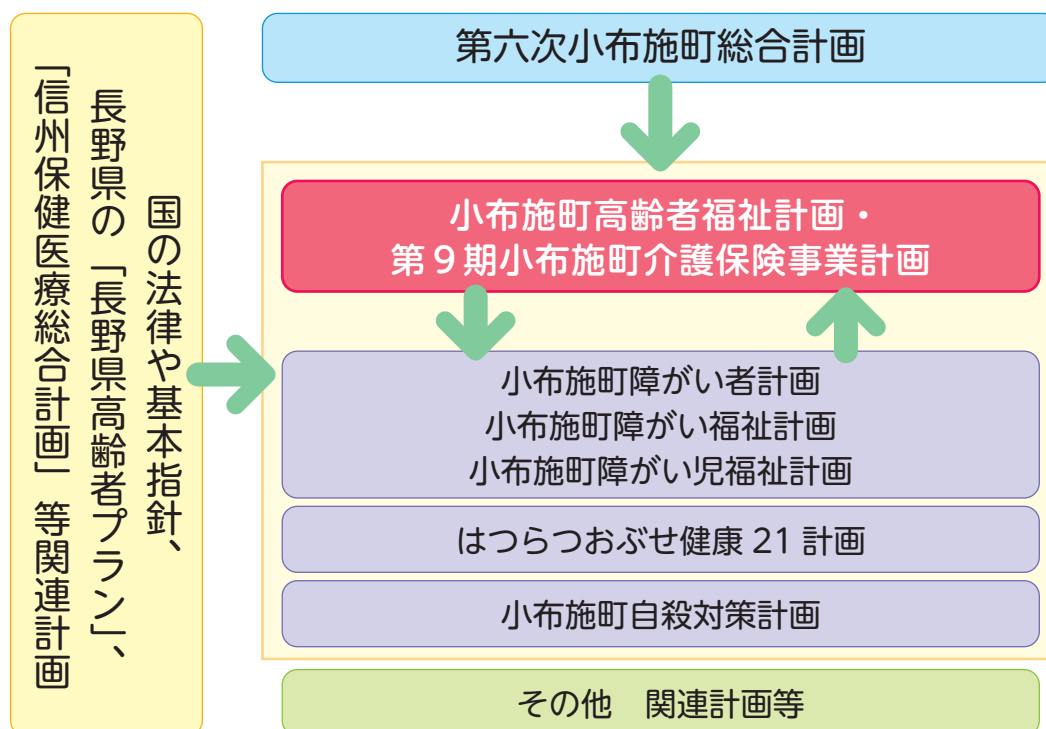 国の法律や基本指針、
長野県の「長野県高齢者プラン」、
「信州保健医療総合計画」等関連計画
第六次小布施町総合計画
小布施町高齢者福祉計画・
第９期小布施町介護保険事業計画
小布施町障がい者計画
小布施町障がい福祉計画
小布施町障がい児福祉計画
はつらつおぶせ健康 21 計画
小布施町自殺対策計画
その他　関連計画等